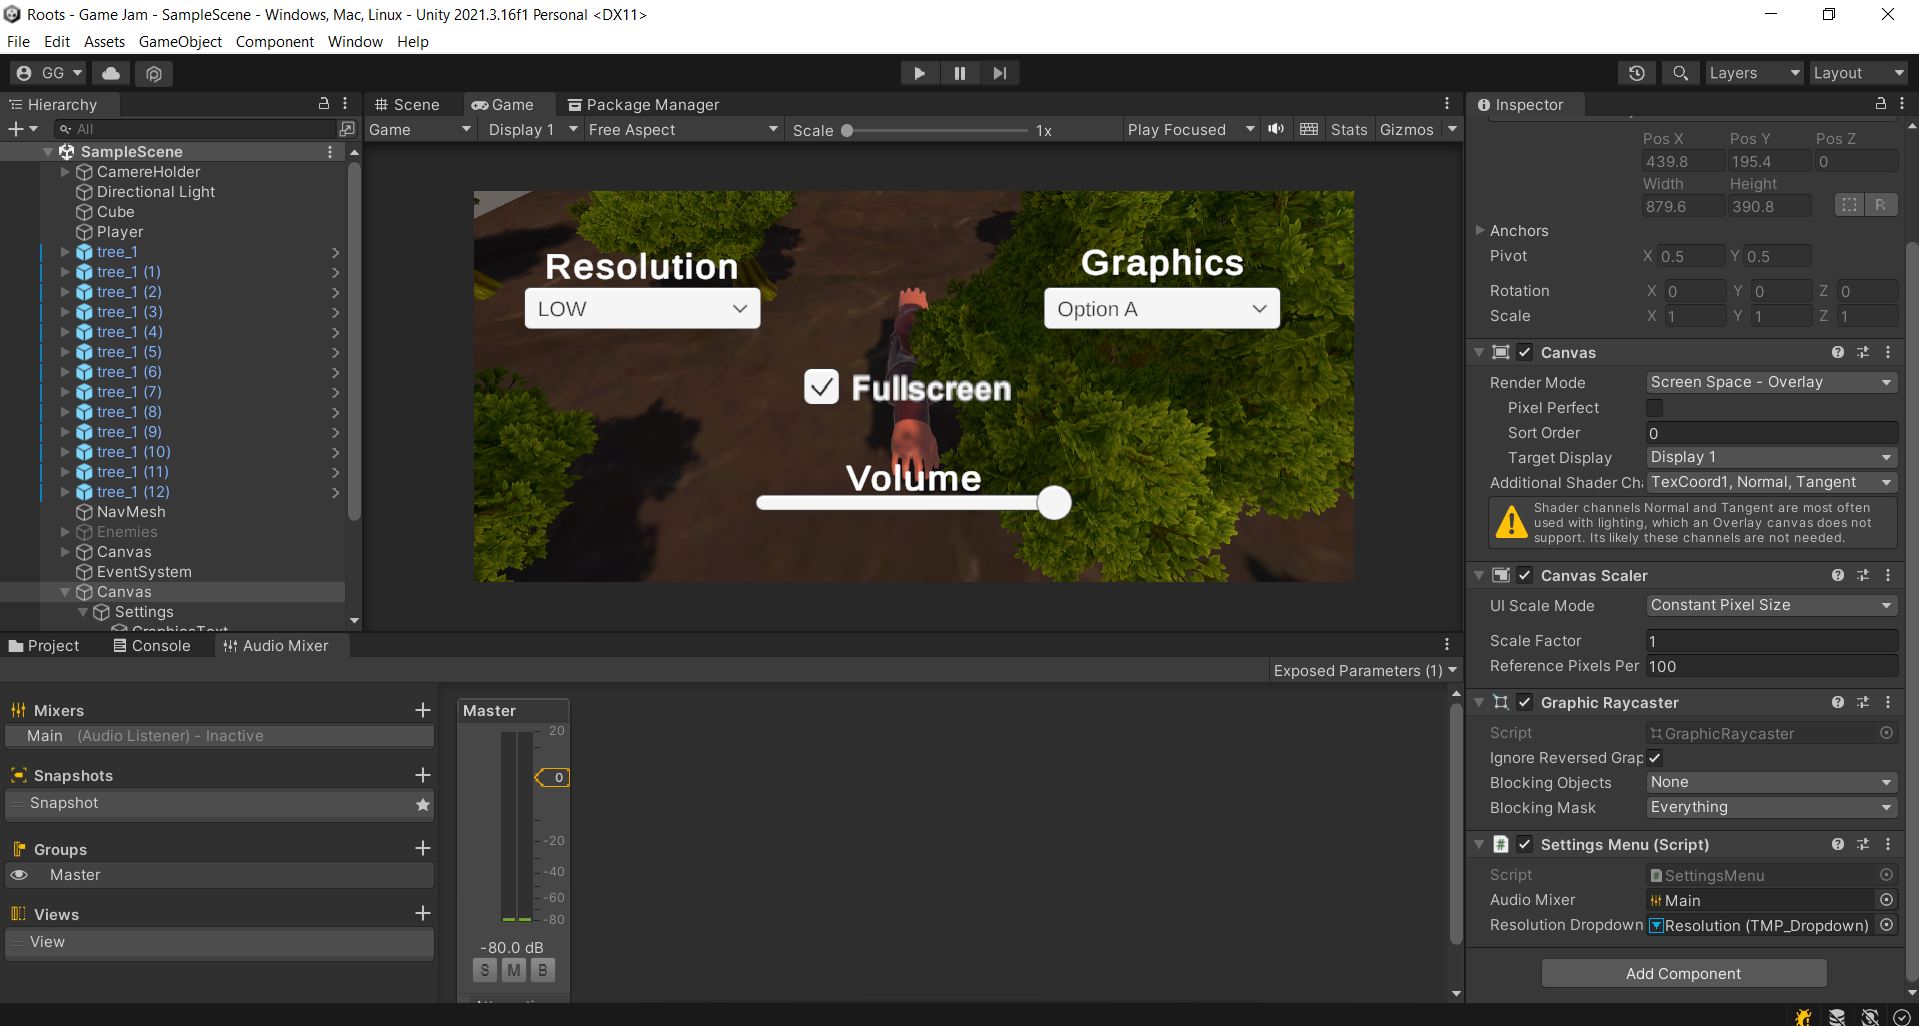 Roots - Game Jam - SampleScene - Windows, Mac, Linux - Unity 2021.3.16f1 Personal <DX11>
File Edit Assets GameObject Component Window Help
GG Layers Layout
Hierarchy
All
SampleScene
CamereHolder
Directional Light
Cube
Player
tree_1
tree_1 (1)
tree_1 (2)
tree_1 (3)
tree_1 (4)
tree_1 (5)
tree_1 (6)
tree_1 (7)
tree_1 (8)
tree_1 (9)
tree_1 (10)
tree_1 (11)
tree_1 (12)
NavMesh
Enemies
Canvas
EventSystem
Canvas
Settings
GraphicsText
Scene Game Package Manager
Game Display 1 Free Aspect Scale 1x Play Focused Stats Gizmos
Resolution
LOW
Graphics
Option A
Fullscreen
Volume
Project Console Audio Mixer
Exposed Parameters (1)
Mixers
Main (Audio Listener) - Inactive
Snapshots
Snapshot
Groups
Master
Views
View
Master
20
0
-20
-40
-60
-80
-80.0 dB
S M B
Inspector
Pos X Pos Y Pos Z
439.8 195.4 0
Width Height
879.6 390.8 R
Anchors
Pivot X 0.5 Y 0.5
Rotation X 0 Y 0 Z 0
Scale X 1 Y 1 Z 1
Canvas
Render Mode Screen Space - Overlay
Pixel Perfect
Sort Order 0
Target Display Display 1
Additional Shader Cha TexCoord1, Normal, Tangent
Shader channels Normal and Tangent are most often
used with lighting, which an Overlay canvas does not
support. Its likely these channels are not needed.
Canvas Scaler
UI Scale Mode Constant Pixel Size
Scale Factor 1
Reference Pixels Per 100
Graphic Raycaster
Script GraphicRaycaster
Ignore Reversed Grap
Blocking Objects None
Blocking Mask Everything
Settings Menu (Script)
Script SettingsMenu
Audio Mixer Main
Resolution Dropdown Resolution (TMP_Dropdown)
Add Component